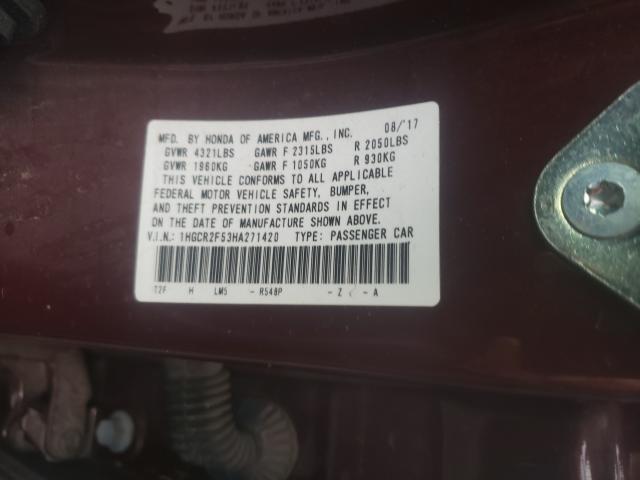 MFD. BY HONDA OF AMERICA MFG., INC. 08/'17
GVWR 4321LBS GAWR F 2315LBS R 2050LBS
GVWR 1960KG GAWR F 1050KG R 930KG
THIS VEHICLE CONFORMS TO ALL APPLICABLE
FEDERAL MOTOR VEHICLE SAFETY, BUMPER,
AND THEFT PREVENTION STANDARDS IN EFFECT
ON THE DATE OF MANUFACTURE SHOWN ABOVE.
V.I.N.: 1HGCR2F53HA271420 TYPE: PASSENGER CAR
T2F H LM5 - R548P - Z - A